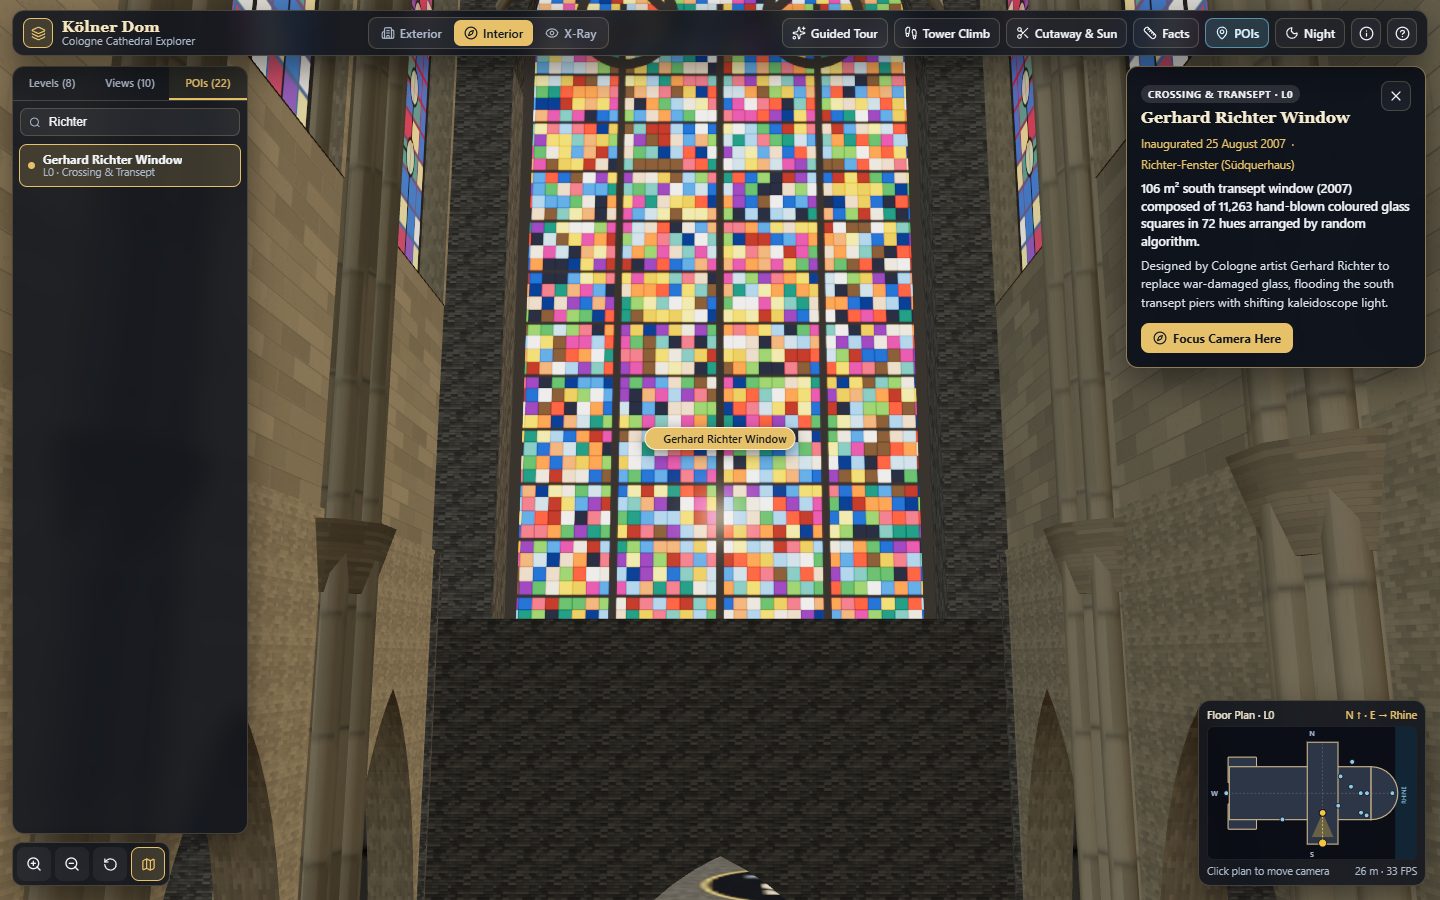 Kölner Dom
Cologne Cathedral Explorer
Exterior
Interior
X-Ray
Guided Tour
Tower Climb
Cutaway & Sun
Facts
POIs
Night
Levels (8)
Views (10)
POIs (22)
Richter
Gerhard Richter Window
L0 · Crossing & Transept
CROSSING & TRANSEPT · L0
Gerhard Richter Window
Inaugurated 25 August 2007 ·
Richter-Fenster (Südquerhaus)
106 m² south transept window (2007)
composed of 11,263 hand-blown coloured glass
squares in 72 hues arranged by random
algorithm.
Designed by Cologne artist Gerhard Richter to
replace war-damaged glass, flooding the south
transept piers with shifting kaleidoscope light.
Focus Camera Here
Gerhard Richter Window
Floor Plan · L0
N ↑ · E → Rhine
N
W
RHINE
S
Click plan to move camera
26 m · 33 FPS